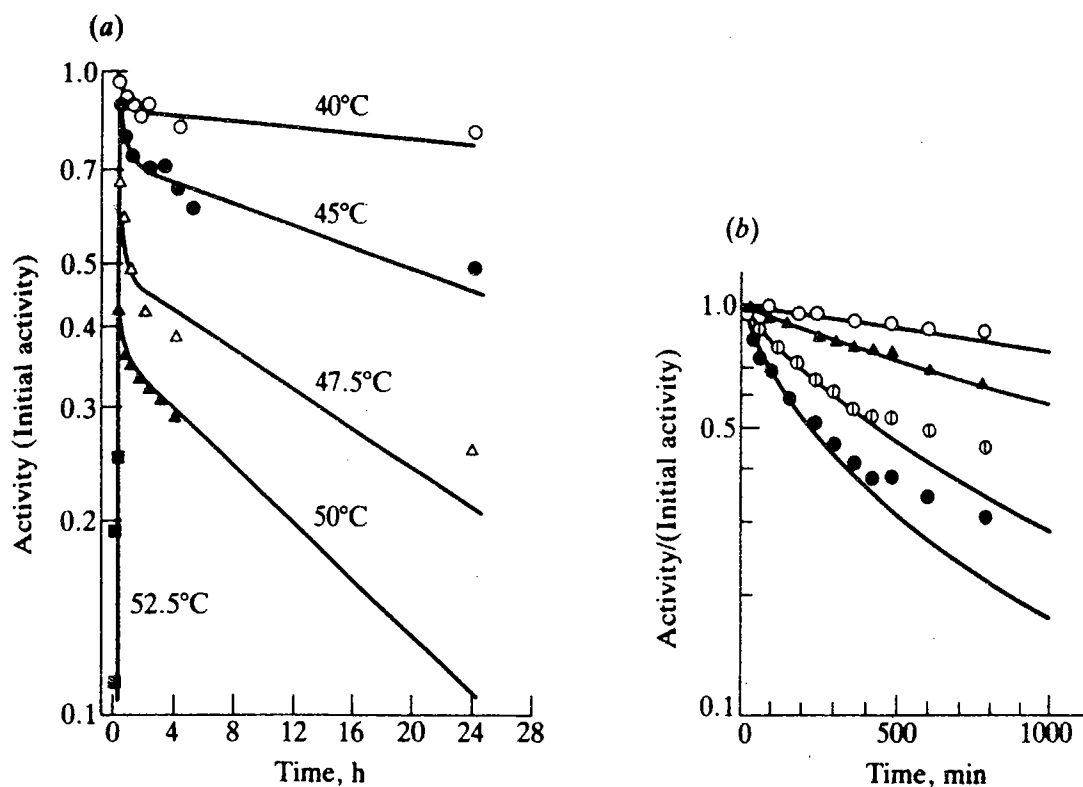 (a)
1.0
0.7
0.5
0.4
0.3
0.2
0.1
Activity (Initial activity)
40°C
45°C
47.5°C
50°C
52.5°C
0 4 8 12 16 20 24 28
Time, h
(b)
1.0
0.5
0.1
Activity/(Initial activity)
0 500 1000
Time, min